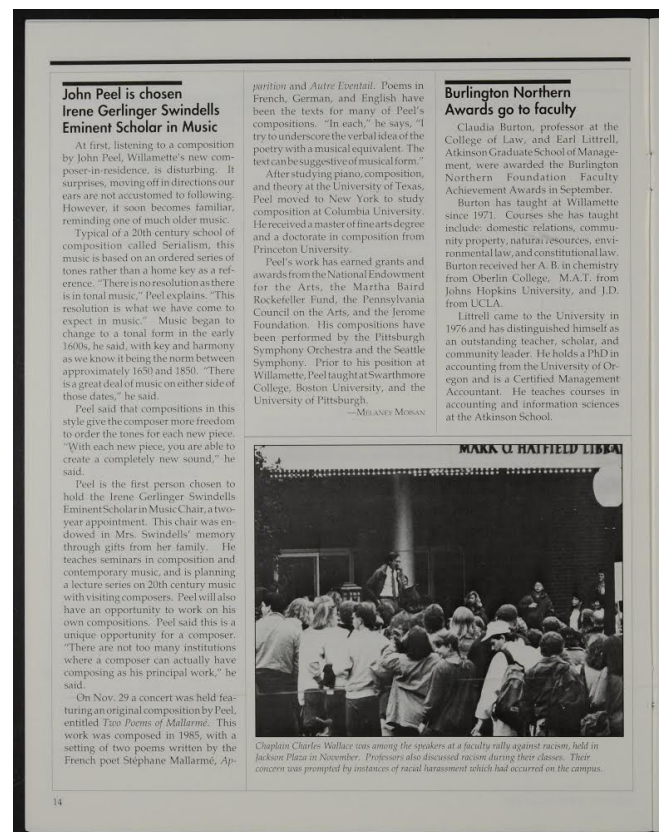 John Peel is chosen
Irene Gerlinger Swindells
Eminent Scholar in Music
At first, listening to a composition
by John Peel, Willamette's new com-
poser-in-residence, is disturbing. It
surprises, moving off in directions our
ears are not accustomed to following.
However, it soon becomes familiar,
reminding one of much older music.
Typical of a 20th century school of
composition called Serialism, this
music is based on an ordered series of
tones rather than a home key as a ref-
erence. "There is no resolution as there
is in tonal music," Peel explains. "This
resolution is what we have come to
expect in music." Music began to
change to a tonal form in the early
1600s, he said, with key and harmony
as we know it being the norm between
approximately 1650 and 1850. "There
is a great deal of music on either side of
those dates," he said.
Peel said that compositions in this
style give the composer more freedom
to order the tones for each new piece.
"With each new piece, you are able to
create a completely new sound," he
said.
Peel is the first person chosen to
hold the Irene Gerlinger Swindells
Eminent Scholar in Music Chair, a two-
year appointment. This chair was en-
dowed in Mrs. Swindells' memory
through gifts from her family. He
teaches seminars in composition and
contemporary music, and is planning
a lecture series on 20th century music
with visiting composers. Peel will also
have an opportunity to work on his
own compositions. Peel said this is a
unique opportunity for a composer.
"There are not too many institutions
where a composer can actually have
composing as his principal work," he
said.
On Nov. 29 a concert was held fea-
turing an original composition by Peel,
entitled Two Poems of Mallarmé. This
work was composed in 1985, with a
setting of two poems written by the
French poet Stéphane Mallarmé, Ap-
parition and Autre Eventail. Poems in
French, German, and English have
been the texts for many of Peel's
compositions. "In each," he says, "I
try to underscore the verbal idea of the
poetry with a musical equivalent. The
text can be suggestive of musical form."
After studying piano, composition,
and theory at the University of Texas,
Peel moved to New York to study
composition at Columbia University.
He received a master of fine arts degree
and a doctorate in composition from
Princeton University.
Peel's work has earned grants and
awards from the National Endowment
for the Arts, the Martha Baird
Rockefeller Fund, the Pennsylvania
Council on the Arts, and the Jerome
Foundation. His compositions have
been performed by the Pittsburgh
Symphony Orchestra and the Seattle
Symphony. Prior to his position at
Willamette, Peel taught at Swarthmore
College, Boston University, and the
University of Pittsburgh.
—MELANEY MOISAN
Burlington Northern
Awards go to faculty
Claudia Burton, professor at the
College of Law, and Earl Littrell,
Atkinson Graduate School of Manage-
ment, were awarded the Burlington
Northern Foundation Faculty
Achievement Awards in September.
Burton has taught at Willamette
since 1971. Courses she has taught
include: domestic relations, commu-
nity property, natural resources, envi-
ronmental law, and constitutional law.
Burton received her A. B. in chemistry
from Oberlin College, M.A.T. from
Johns Hopkins University, and J.D.
from UCLA.
Littrell came to the University in
1976 and has distinguished himself as
an outstanding teacher, scholar, and
community leader. He holds a PhD in
accounting from the University of Or-
egon and is a Certified Management
Accountant. He teaches courses in
accounting and information sciences
at the Atkinson School.
MARK O. HATFIELD LIBRA
Chaplain Charles Wallace was among the speakers at a faculty rally against racism, held in
Jackson Plaza in November. Professors also discussed racism during their classes. Their
concern was prompted by instances of racial harassment which had occurred on the campus.
14